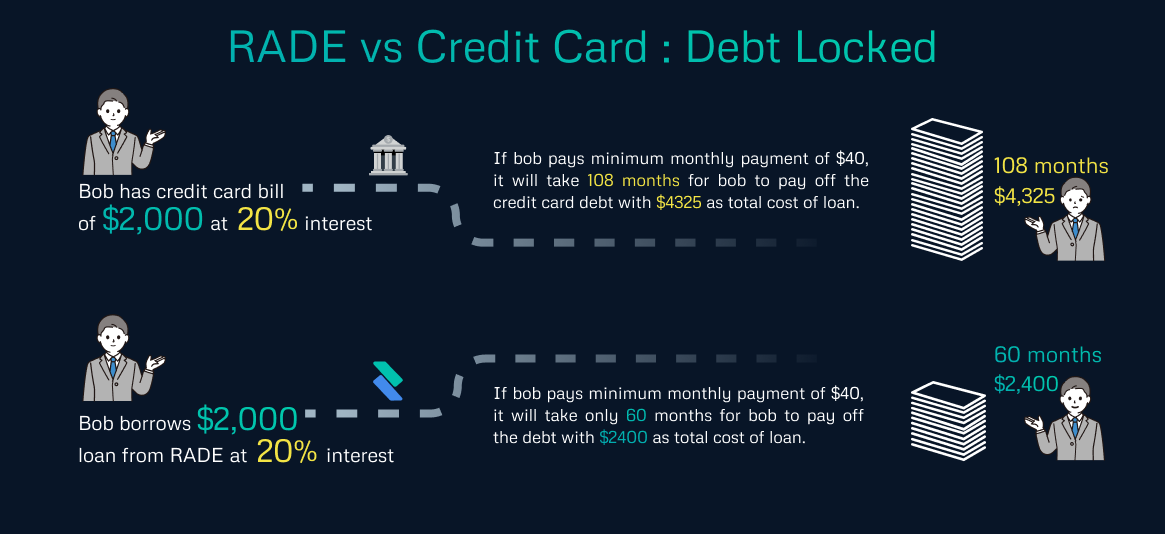 RADE vs Credit Card : Debt Locked
Bob has credit card bill
of $2,000 at 20% interest
If bob pays minimum monthly payment of $40,
it will take 108 months for bob to pay off the
credit card debt with $4325 as total cost of loan.
108 months
$4,325
Bob borrows $2,000
loan from RADE at 20% interest
If bob pays minimum monthly payment of $40,
it will take only 60 months for bob to pay off
the debt with $2400 as total cost of loan.
60 months
$2,400